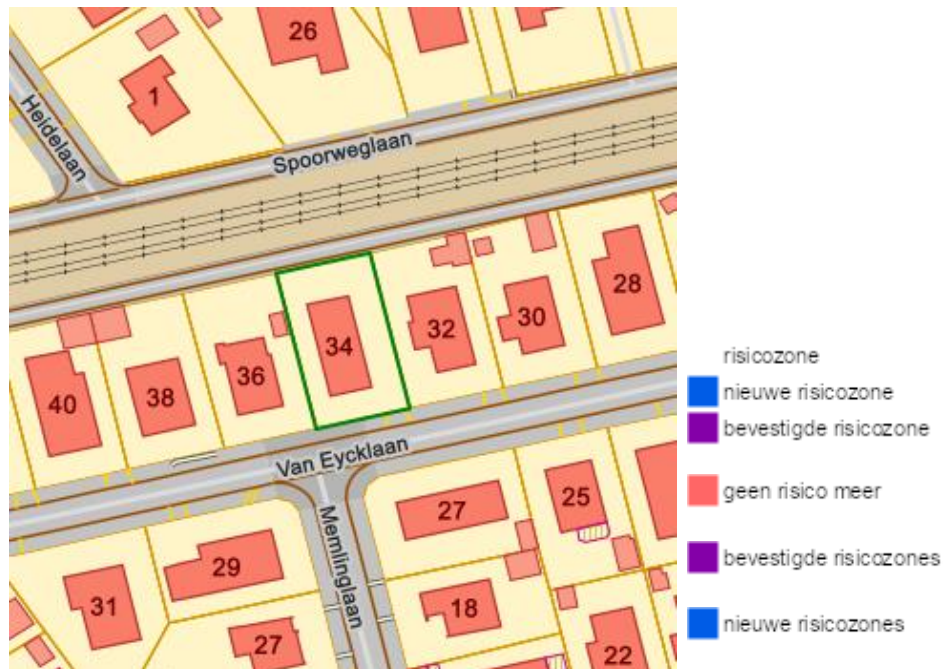 26
1
Heidelaan
Spoorweglaan
28
30
32
34
36
38
40
Van Eycklaan
Memlinglaan
27
25
29
31
18
27
22
risicozone
nieuwe risicozone
bevestigde risicozone
geen risico meer
bevestigde risicozones
nieuwe risicozones